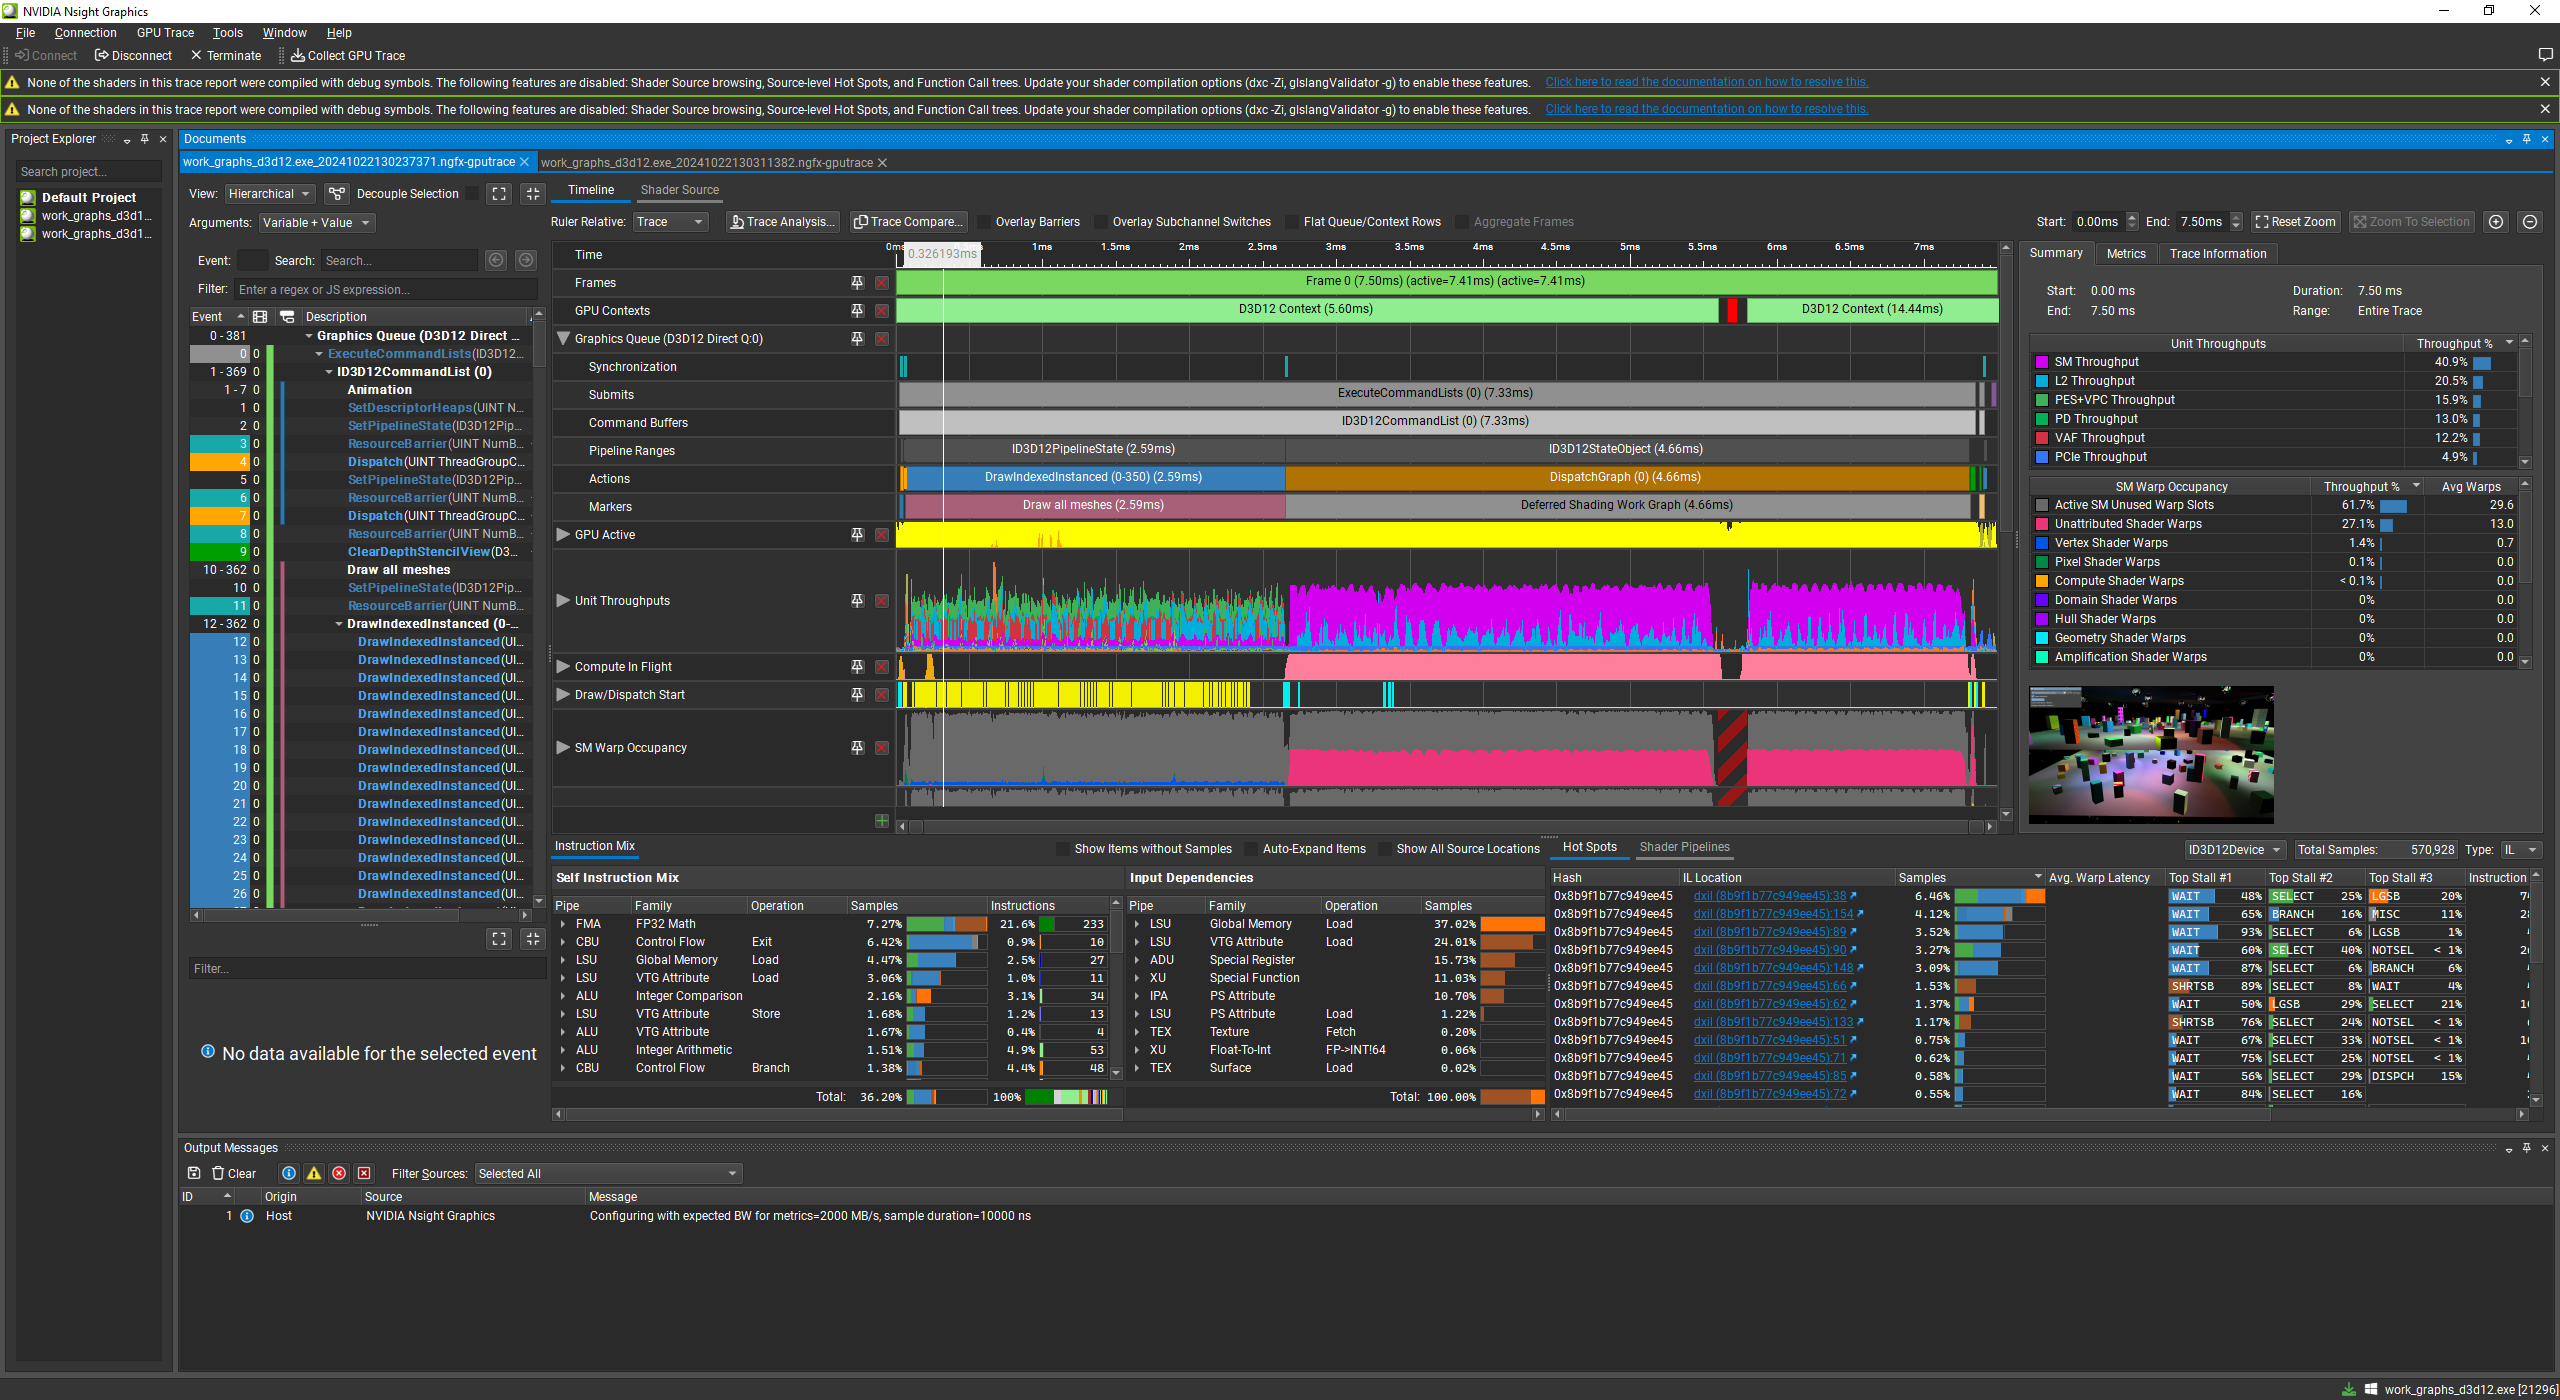 NVIDIA Nsight Graphics
File Connection GPU Trace Tools Window Help
Connect Disconnect Terminate Collect GPU Trace
None of the shaders in this trace report were compiled with debug symbols. The following features are disabled: Shader Source browsing, Source-level Hot Spots, and Function Call trees. Update your shader compilation options (dxc -Zi, glslangValidator -g) to enable these features. Click here to read the documentation on how to resolve this.
None of the shaders in this trace report were compiled with debug symbols. The following features are disabled: Shader Source browsing, Source-level Hot Spots, and Function Call trees. Update your shader compilation options (dxc -Zi, glslangValidator -g) to enable these features. Click here to read the documentation on how to resolve this.
Project Explorer
Search project...
Default Project
work_graphs_d3d1...
work_graphs_d3d1...
Documents
work_graphs_d3d12.exe_20241022130237371.ngfx-gputrace work_graphs_d3d12.exe_20241022130311382.ngfx-gputrace
View: Hierarchical Decouple Selection
Arguments: Variable + Value
Event: Search: Search...
Filter: Enter a regex or JS expression...
Event Description
0 - 381 Graphics Queue (D3D12 Direct ...
0 0 ExecuteCommandLists(ID3D12...
1 - 369 0 ID3D12CommandList (0)
1 - 7 0 Animation
1 0 SetDescriptorHeaps(UINT N...
2 0 SetPipelineState(ID3D12Pip...
3 0 ResourceBarrier(UINT NumB...
4 0 Dispatch(UINT ThreadGroupC...
5 0 SetPipelineState(ID3D12Pip...
6 0 ResourceBarrier(UINT NumB...
7 0 Dispatch(UINT ThreadGroupC...
8 0 ResourceBarrier(UINT NumB...
9 0 ClearDepthStencilView(D3...
10 - 362 0 Draw all meshes
10 0 SetPipelineState(ID3D12Pip...
11 0 ResourceBarrier(UINT NumB...
12 - 362 0 DrawIndexedInstanced (0-...
12 0 DrawIndexedInstanced(UI...
13 0 DrawIndexedInstanced(UI...
14 0 DrawIndexedInstanced(UI...
15 0 DrawIndexedInstanced(UI...
16 0 DrawIndexedInstanced(UI...
17 0 DrawIndexedInstanced(UI...
18 0 DrawIndexedInstanced(UI...
19 0 DrawIndexedInstanced(UI...
20 0 DrawIndexedInstanced(UI...
21 0 DrawIndexedInstanced(UI...
22 0 DrawIndexedInstanced(UI...
23 0 DrawIndexedInstanced(UI...
24 0 DrawIndexedInstanced(UI...
25 0 DrawIndexedInstanced(UI...
26 0 DrawIndexedInstanced(UI...
Filter...
No data available for the selected event
Timeline Shader Source
Ruler Relative: Trace Trace Analysis... Trace Compare... Overlay Barriers Overlay Subchannel Switches Flat Queue/Context Rows Aggregate Frames
Start: 0.00ms End: 7.50ms Reset Zoom Zoom To Selection
Time 0ms 1ms 1.5ms 2ms 2.5ms 3ms 3.5ms 4ms 4.5ms 5ms 5.5ms 6ms 6.5ms 7ms
0.326193ms
Frames Frame 0 (7.50ms) (active=7.41ms) (active=7.41ms)
GPU Contexts D3D12 Context (5.60ms) D3D12 Context (14.44ms)
Graphics Queue (D3D12 Direct Q:0)
Synchronization
Submits ExecuteCommandLists (0) (7.33ms)
Command Buffers ID3D12CommandList (0) (7.33ms)
Pipeline Ranges ID3D12PipelineState (2.59ms) ID3D12StateObject (4.66ms)
Actions DrawIndexedInstanced (0-350) (2.59ms) DispatchGraph (0) (4.66ms)
Markers Draw all meshes (2.59ms) Deferred Shading Work Graph (4.66ms)
GPU Active
Unit Throughputs
Compute In Flight
Draw/Dispatch Start
SM Warp Occupancy
Summary Metrics Trace Information
Start: 0.00 ms Duration: 7.50 ms
End: 7.50 ms Range: Entire Trace
Unit Throughputs Throughput %
SM Throughput 40.9%
L2 Throughput 20.5%
PES+VPC Throughput 15.9%
PD Throughput 13.0%
VAF Throughput 12.2%
PCIe Throughput 4.9%
SM Warp Occupancy Throughput % Avg Warps
Active SM Unused Warp Slots 61.7% 29.6
Unattributed Shader Warps 27.1% 13.0
Vertex Shader Warps 1.4% 0.7
Pixel Shader Warps 0.1% 0.0
Compute Shader Warps < 0.1% 0.0
Domain Shader Warps 0% 0.0
Hull Shader Warps 0% 0.0
Geometry Shader Warps 0% 0.0
Amplification Shader Warps 0% 0.0
Instruction Mix Show Items without Samples Auto-Expand Items Show All Source Locations
Self Instruction Mix
Pipe Family Operation Samples Instructions
FMA FP32 Math 7.27% 21.6% 233
CBU Control Flow Exit 6.42% 0.9% 10
LSU Global Memory Load 4.47% 2.5% 27
LSU VTG Attribute Load 3.06% 1.0% 11
ALU Integer Comparison 2.16% 3.1% 34
LSU VTG Attribute Store 1.68% 1.2% 13
ALU VTG Attribute 1.67% 0.4% 4
ALU Integer Arithmetic 1.51% 4.9% 53
CBU Control Flow Branch 1.38% 4.4% 48
Total: 36.20% 100%
Input Dependencies
Pipe Family Operation Samples
LSU Global Memory Load 37.02%
LSU VTG Attribute Load 24.01%
ADU Special Register 15.73%
XU Special Function 11.03%
IPA PS Attribute 10.70%
LSU PS Attribute Load 1.22%
TEX Texture Fetch 0.20%
XU Float-To-Int FP->INT!64 0.06%
TEX Surface Load 0.02%
Total: 100.00%
Hot Spots Shader Pipelines ID3D12Device Total Samples: 570,928 Type: IL
Hash IL Location Samples Avg. Warp Latency Top Stall #1 Top Stall #2 Top Stall #3 Instruction
0x8b9f1b77c949ee45 dxil (8b9f1b77c949ee45):38 6.46% WAIT 48% SELECT 25% LGSB 20%
0x8b9f1b77c949ee45 dxil (8b9f1b77c949ee45):154 4.12% WAIT 65% BRANCH 16% MISC 11%
0x8b9f1b77c949ee45 dxil (8b9f1b77c949ee45):89 3.52% WAIT 93% SELECT 6% LGSB 1%
0x8b9f1b77c949ee45 dxil (8b9f1b77c949ee45):90 3.27% WAIT 60% SELECT 40% NOTSEL < 1%
0x8b9f1b77c949ee45 dxil (8b9f1b77c949ee45):148 3.09% WAIT 87% SELECT 6% BRANCH 6%
0x8b9f1b77c949ee45 dxil (8b9f1b77c949ee45):66 1.53% SHRTSB 89% SELECT 8% WAIT 4%
0x8b9f1b77c949ee45 dxil (8b9f1b77c949ee45):62 1.37% WAIT 50% LGSB 29% SELECT 21%
0x8b9f1b77c949ee45 dxil (8b9f1b77c949ee45):133 1.17% SHRTSB 76% SELECT 24% NOTSEL < 1%
0x8b9f1b77c949ee45 dxil (8b9f1b77c949ee45):51 0.75% WAIT 67% SELECT 33% NOTSEL < 1%
0x8b9f1b77c949ee45 dxil (8b9f1b77c949ee45):71 0.62% WAIT 75% SELECT 25% NOTSEL < 1%
0x8b9f1b77c949ee45 dxil (8b9f1b77c949ee45):85 0.58% WAIT 56% SELECT 29% DISPCH 15%
0x8b9f1b77c949ee45 dxil (8b9f1b77c949ee45):72 0.55% WAIT 84% SELECT 16%
Output Messages
Clear Filter Sources: Selected All
ID Origin Source Message
1 Host NVIDIA Nsight Graphics Configuring with expected BW for metrics=2000 MB/s, sample duration=10000 ns
work_graphs_d3d12.exe [21296]